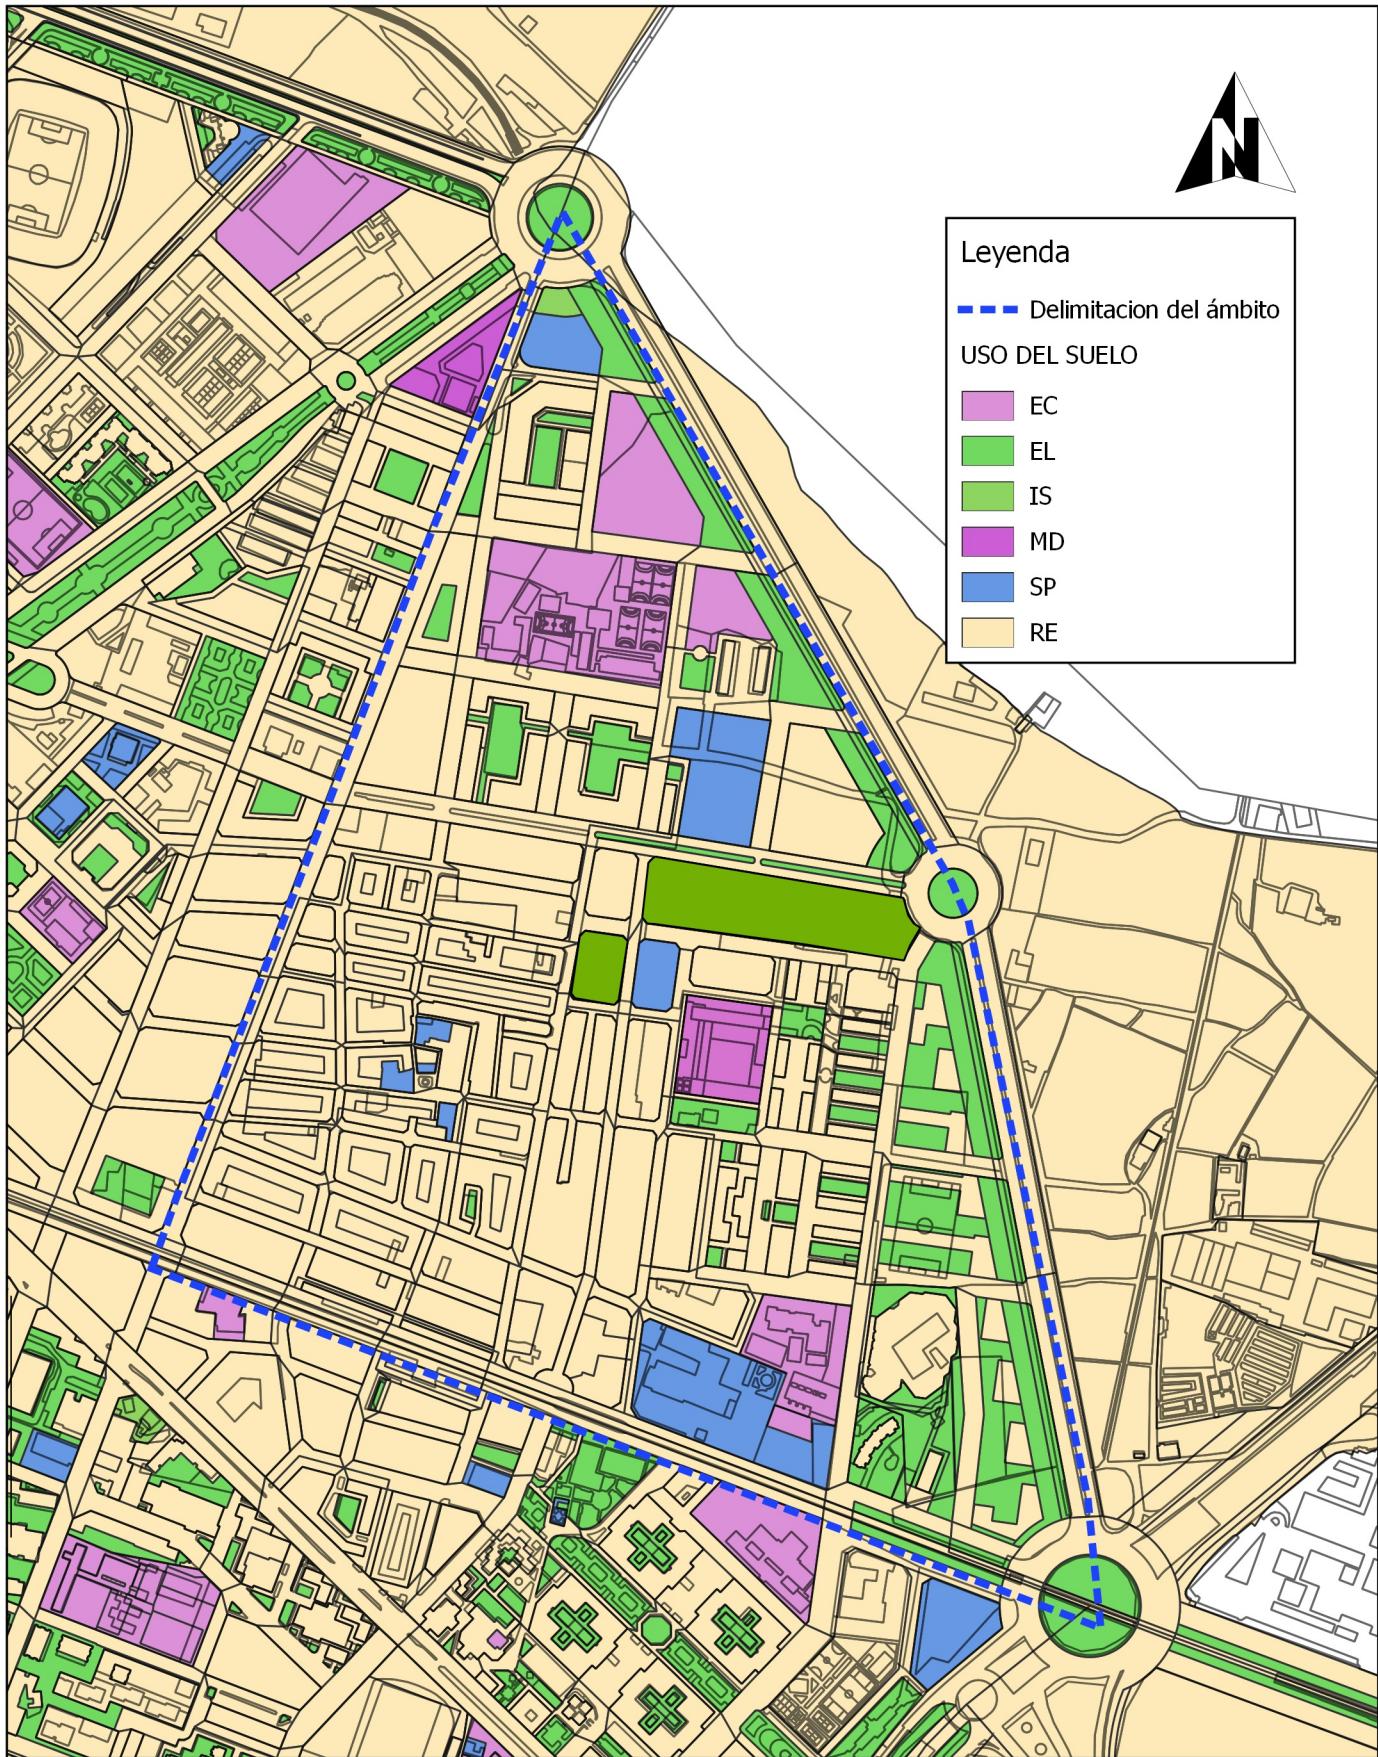 N
Leyenda
Delimitacion del ámbito
USO DEL SUELO
EC
EL
IS
MD
SP
RE